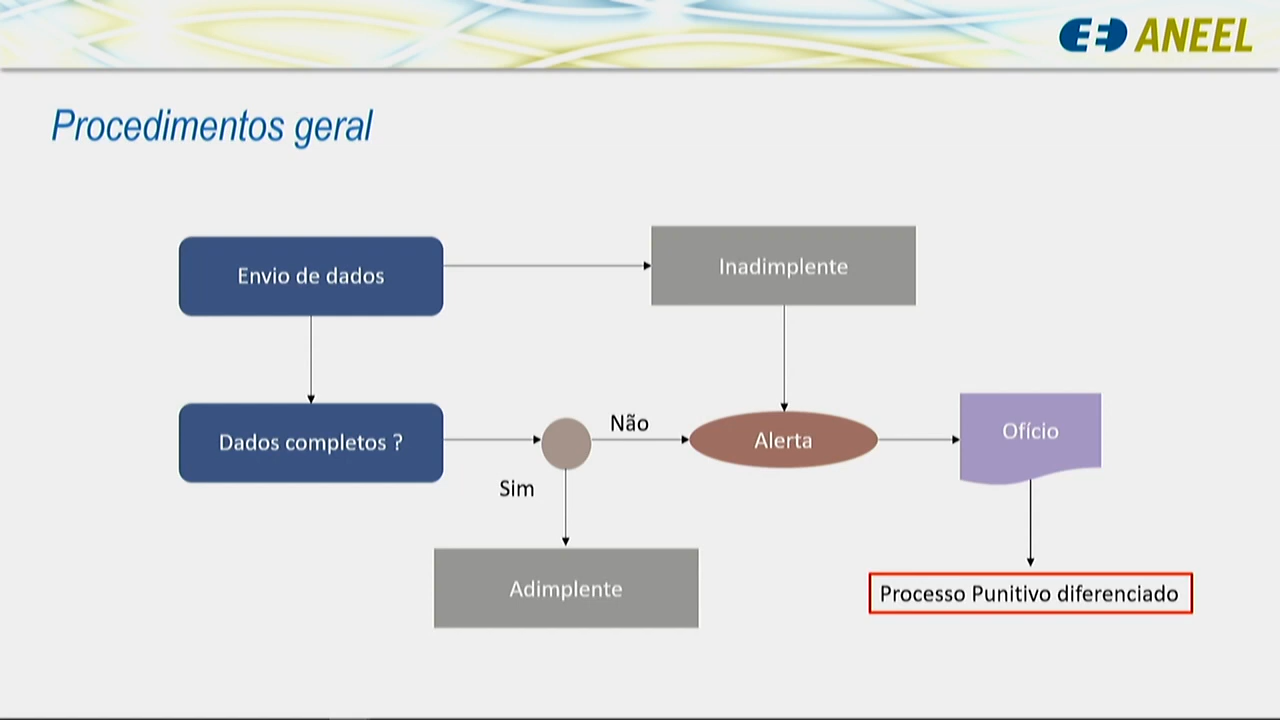 ANEEL
Procedimentos geral
Envio de dados
Inadimplente
Dados completos ?
Não
Alerta
Ofício
Sim
Adimplente
Processo Punitivo diferenciado